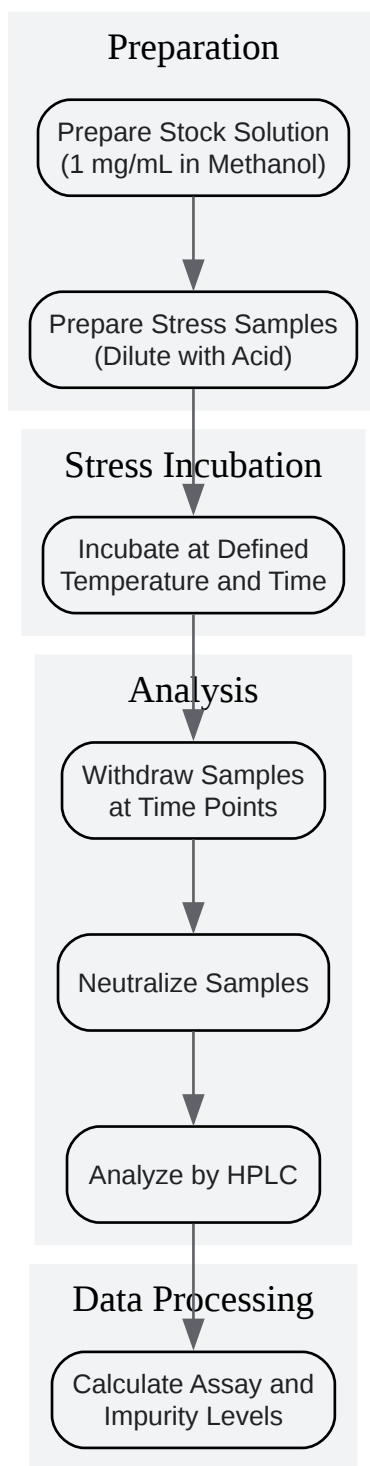 Preparation
Prepare Stock Solution
(1 mg/mL in Methanol)
Prepare Stress Samples
(Dilute with Acid)
Stress Incubation
Incubate at Defined
Temperature and Time
Analysis
Withdraw Samples
at Time Points
Neutralize Samples
Analyze by HPLC
Data Processing
Calculate Assay and
Impurity Levels